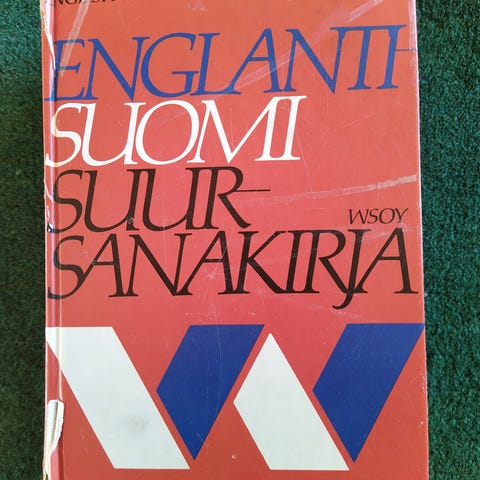 ENGLANTI-
SUOMI
SUUR-
WSOY
SANAKIRJA